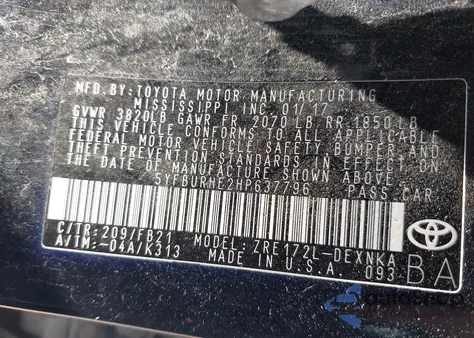 MFD.BY:TOYOTA MOTOR MANUFACTURING
MISSISSIPPI, INC. 01/17
GVWR 3820LB GAWR FR 2070LB RR 1850LB
THIS VEHICLE CONFORMS TO ALL APPLICABLE
FEDERAL MOTOR VEHICLE SAFETY, BUMPER, AND
THEFT PREVENTION STANDARDS IN EFFECT ON
THE DATE OF MANUFACTURE SHOWN ABOVE.
5YFBURHE2HP637796 PASS.CAR
C/TR:209/FB21 MODEL:ZRE172L-DEXNKA
A/TM:-04A/K313 MADE IN U.S.A. 093
TOYOTA
BA